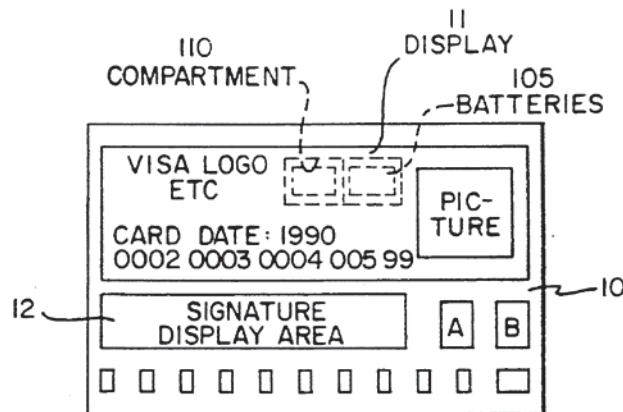 110
COMPARTMENT
11
DISPLAY
105
BATTERIES
VISA LOGO
ETC
PIC-
TURE
CARD DATE: 1990
0002 0003 0004 005 99
10
12
SIGNATURE
DISPLAY AREA
A
B